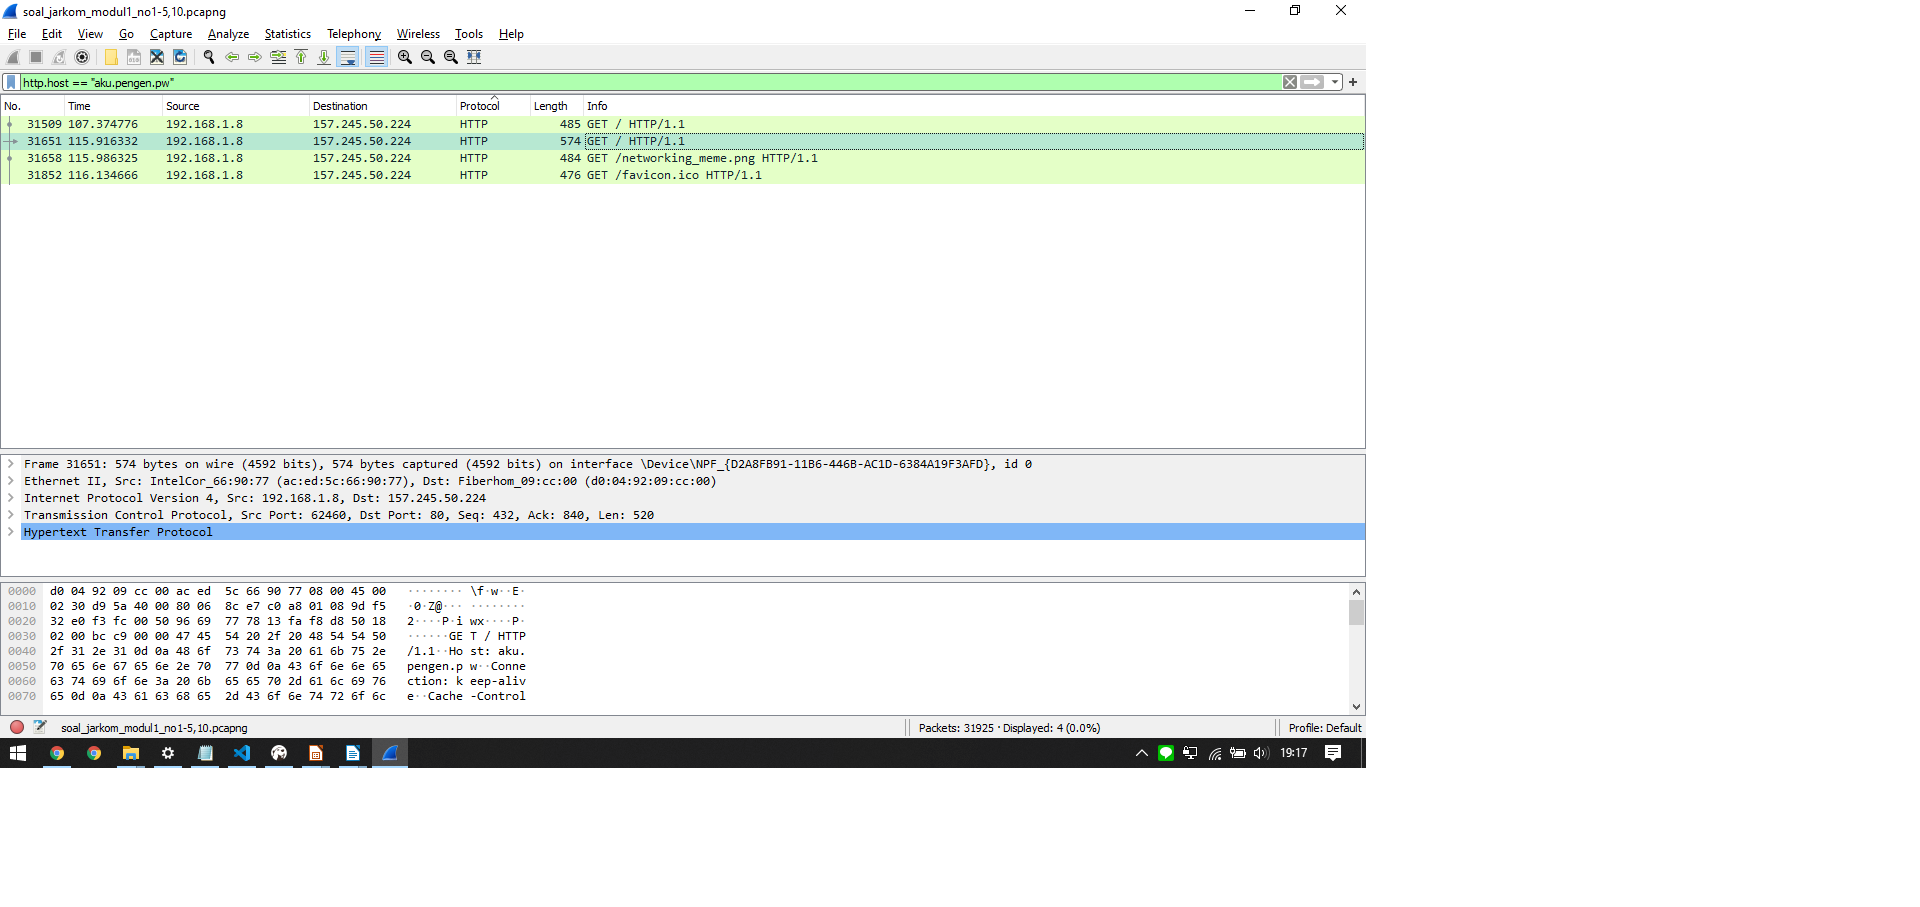 soal_jarkom_modul1_no1-5,10.pcapng
File Edit View Go Capture Analyze Statistics Telephony Wireless Tools Help
http.host == "aku.pengen.pw"
No. Time Source Destination Protocol Length Info
31509 107.374776 192.168.1.8 157.245.50.224 HTTP 485 GET / HTTP/1.1
31651 115.916332 192.168.1.8 157.245.50.224 HTTP 574 GET / HTTP/1.1
31658 115.986325 192.168.1.8 157.245.50.224 HTTP 484 GET /networking_meme.png HTTP/1.1
31852 116.134666 192.168.1.8 157.245.50.224 HTTP 476 GET /favicon.ico HTTP/1.1
Frame 31651: 574 bytes on wire (4592 bits), 574 bytes captured (4592 bits) on interface \Device\NPF_{D2A8FB91-11B6-446B-AC1D-6384A19F3AFD}, id 0
Ethernet II, Src: IntelCor_66:90:77 (ac:ed:5c:66:90:77), Dst: Fiberhom_09:cc:00 (d0:04:92:09:cc:00)
Internet Protocol Version 4, Src: 192.168.1.8, Dst: 157.245.50.224
Transmission Control Protocol, Src Port: 62460, Dst Port: 80, Seq: 432, Ack: 840, Len: 520
Hypertext Transfer Protocol
0000 d0 04 92 09 cc 00 ac ed 5c 66 90 77 08 00 45 00 ········ \f·w··E·
0010 02 30 d9 5a 40 00 80 06 8c e7 c0 a8 01 08 9d f5 ·0·Z@··· ········
0020 32 e0 f3 fc 00 50 96 69 77 78 13 fa f8 d8 50 18 2····P·i wx····P·
0030 02 00 bc c9 00 00 47 45 54 20 2f 20 48 54 54 50 ······GE T / HTTP
0040 2f 31 2e 31 0d 0a 48 6f 73 74 3a 20 61 6b 75 2e /1.1··Ho st: aku.
0050 70 65 6e 67 65 6e 2e 70 77 0d 0a 43 6f 6e 6e 65 pengen.p w··Conne
0060 63 74 69 6f 6e 3a 20 6b 65 65 70 2d 61 6c 69 76 ction: k eep-aliv
0070 65 0d 0a 43 61 63 68 65 2d 43 6f 6e 74 72 6f 6c e··Cache -Control
soal_jarkom_modul1_no1-5,10.pcapng Packets: 31925 · Displayed: 4 (0.0%) Profile: Default
19:17